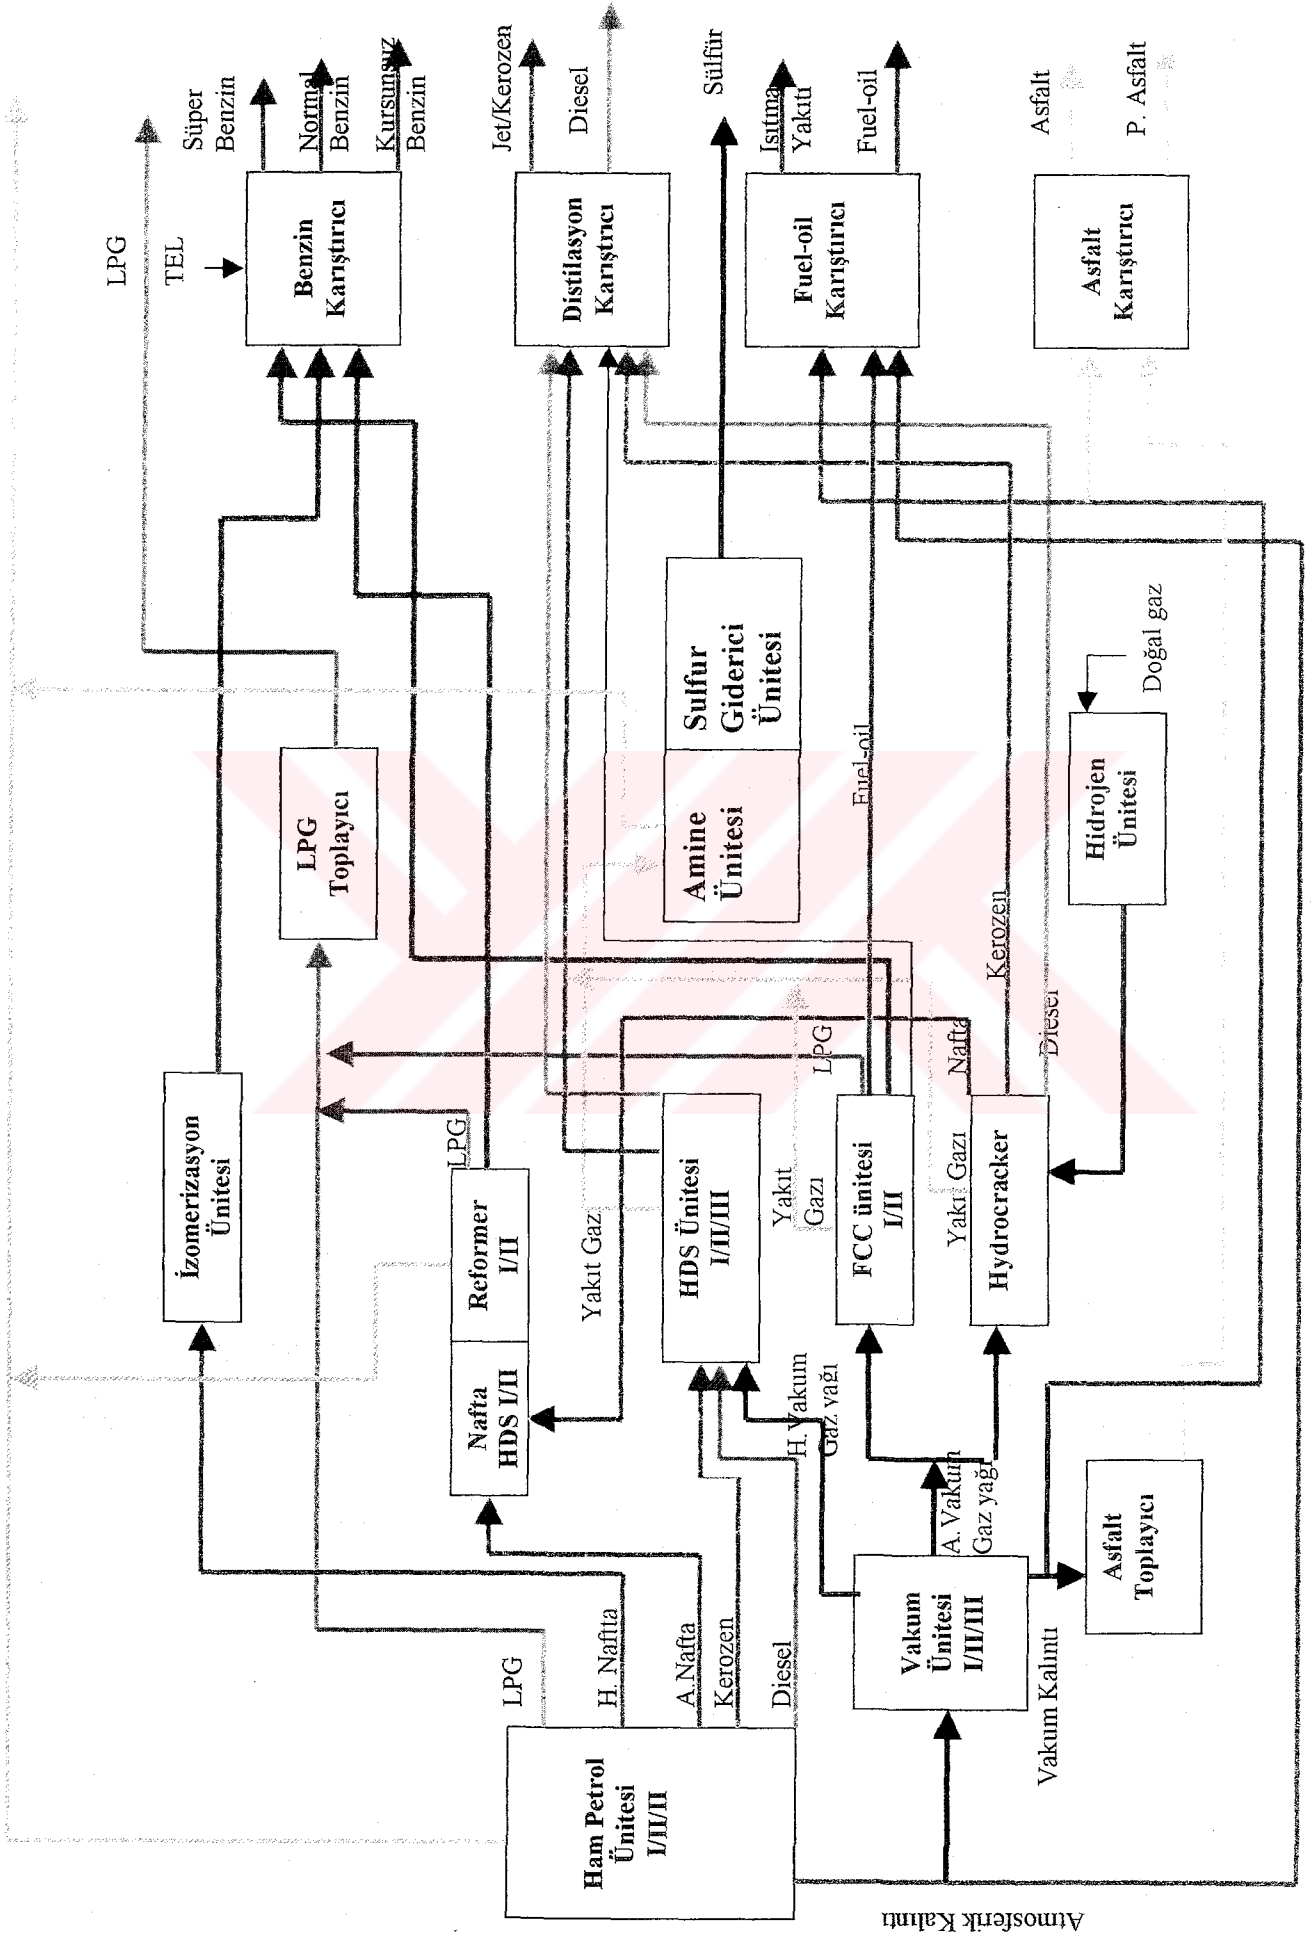 Ham Petrol
Ünitesi
I/II/II
Atmosferik Kalıntı
LPG
H. Naftta
A.Nafta
Kerozen
Diesel
Vakum
Ünitesi
I/II/III
Vakum Kalıntı
Asfalt
Toplayıcı
A. Vakum
Gaz yağı
H. Vakum
Gaz yağı
Nafta
HDS I/II
Reformer
I/II
LPG
İzomerizasyon
Ünitesi
Yakıt Gaz
HDS Ünitesi
I/II/III
Yakıt
Gazı
FCC ünitesi
I/II
LPG
Yakıt Gazı
Hydrocracker
Nafta
Kerozen
Diesel
Fuel-oil
LPG
Toplayıcı
Amine
Ünitesi
Sulfur
Giderici
Ünitesi
Hidrojen
Ünitesi
Doğal gaz
LPG
TEL
Benzin
Karıştırıcı
Süper
Benzin
Normal
Benzin
Kursunsuz
Benzin
Distilasyon
Karıştrıcı
Jet/Kerozen
Diesel
Sülfür
Fuel-oil
Karıştırıcı
Isıtma
Yakıtı
Fuel-oil
Asfalt
Karıştırıcı
Asfalt
P. Asfalt